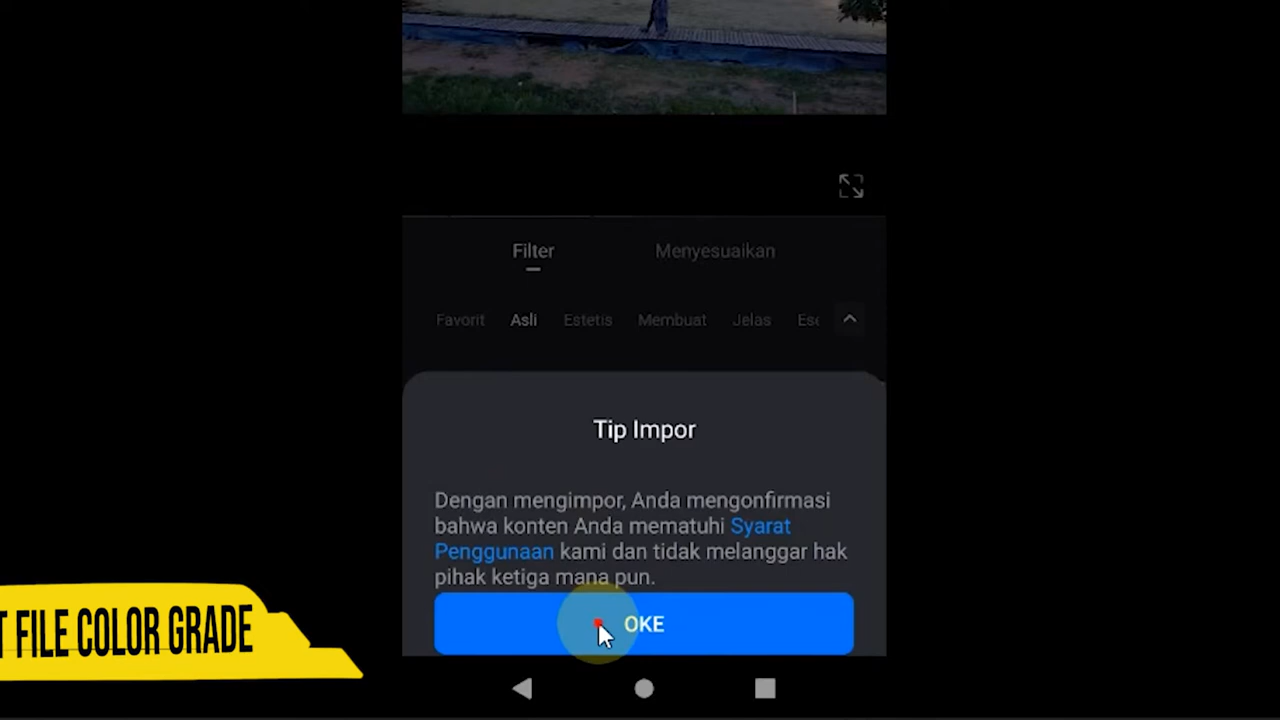 Filter Menyesuaikan
Favorit Asli Estetis Membuat Jelas
Tip Impor
Dengan mengimpor, Anda mengonfirmasi
bahwa konten Anda mematuhi Syarat
Penggunaan kami dan tidak melanggar hak
pihak ketiga mana pun.
OKE
T FILE COLOR GRADE